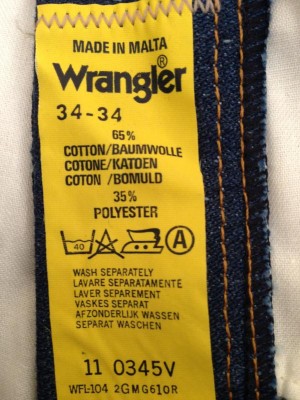 MADE IN MALTA
Wrangler®
34-34
65%
COTTON/BAUMWOLLE
COTONE/KATOEN
COTON /BOMULD
35%
POLYESTER
40 A
WASH SEPARATELY
LAVARE SEPARATAMENTE
LAVER SEPAREMENT
VASKES SEPARAT
AFZONDERLIJK WASSEN
SEPARAT WASCHEN
11 0345V
WFL-104 2GMG610R